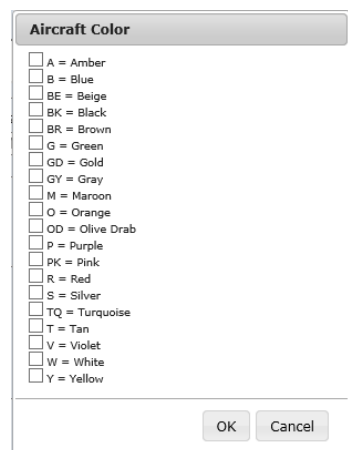 Aircraft Color
A = Amber
B = Blue
BE = Beige
BK = Black
BR = Brown
G = Green
GD = Gold
GY = Gray
M = Maroon
O = Orange
OD = Olive Drab
P = Purple
PK = Pink
R = Red
S = Silver
TQ = Turquoise
T = Tan
V = Violet
W = White
Y = Yellow
OK Cancel